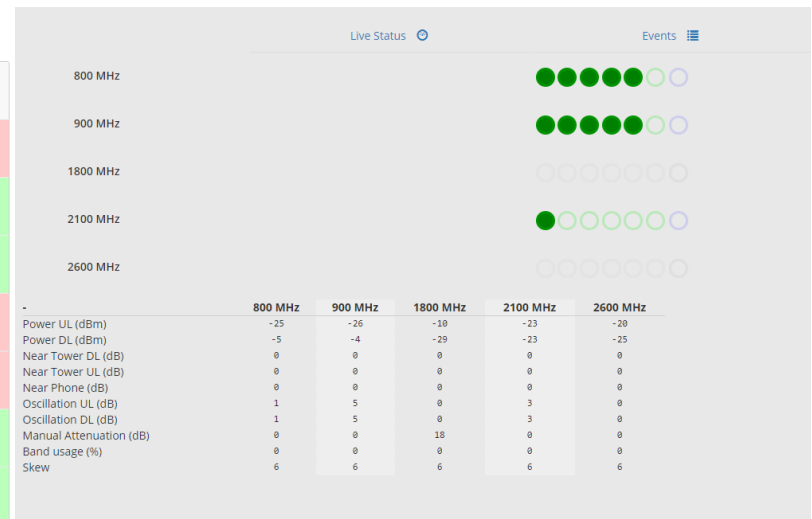 Live Status Events
800 MHz
900 MHz
1800 MHz
2100 MHz
2600 MHz
- 800 MHz 900 MHz 1800 MHz 2100 MHz 2600 MHz
Power UL (dBm) -25 -26 -10 -23 -20
Power DL (dBm) -5 -4 -29 -23 -25
Near Tower DL (dB) 0 0 0 0 0
Near Tower UL (dB) 0 0 0 0 0
Near Phone (dB) 0 0 0 0 0
Oscillation UL (dB) 1 5 0 3 0
Oscillation DL (dB) 1 5 0 3 0
Manual Attenuation (dB) 0 0 18 0 0
Band usage (%) 0 0 0 0 0
Skew 6 6 6 6 6